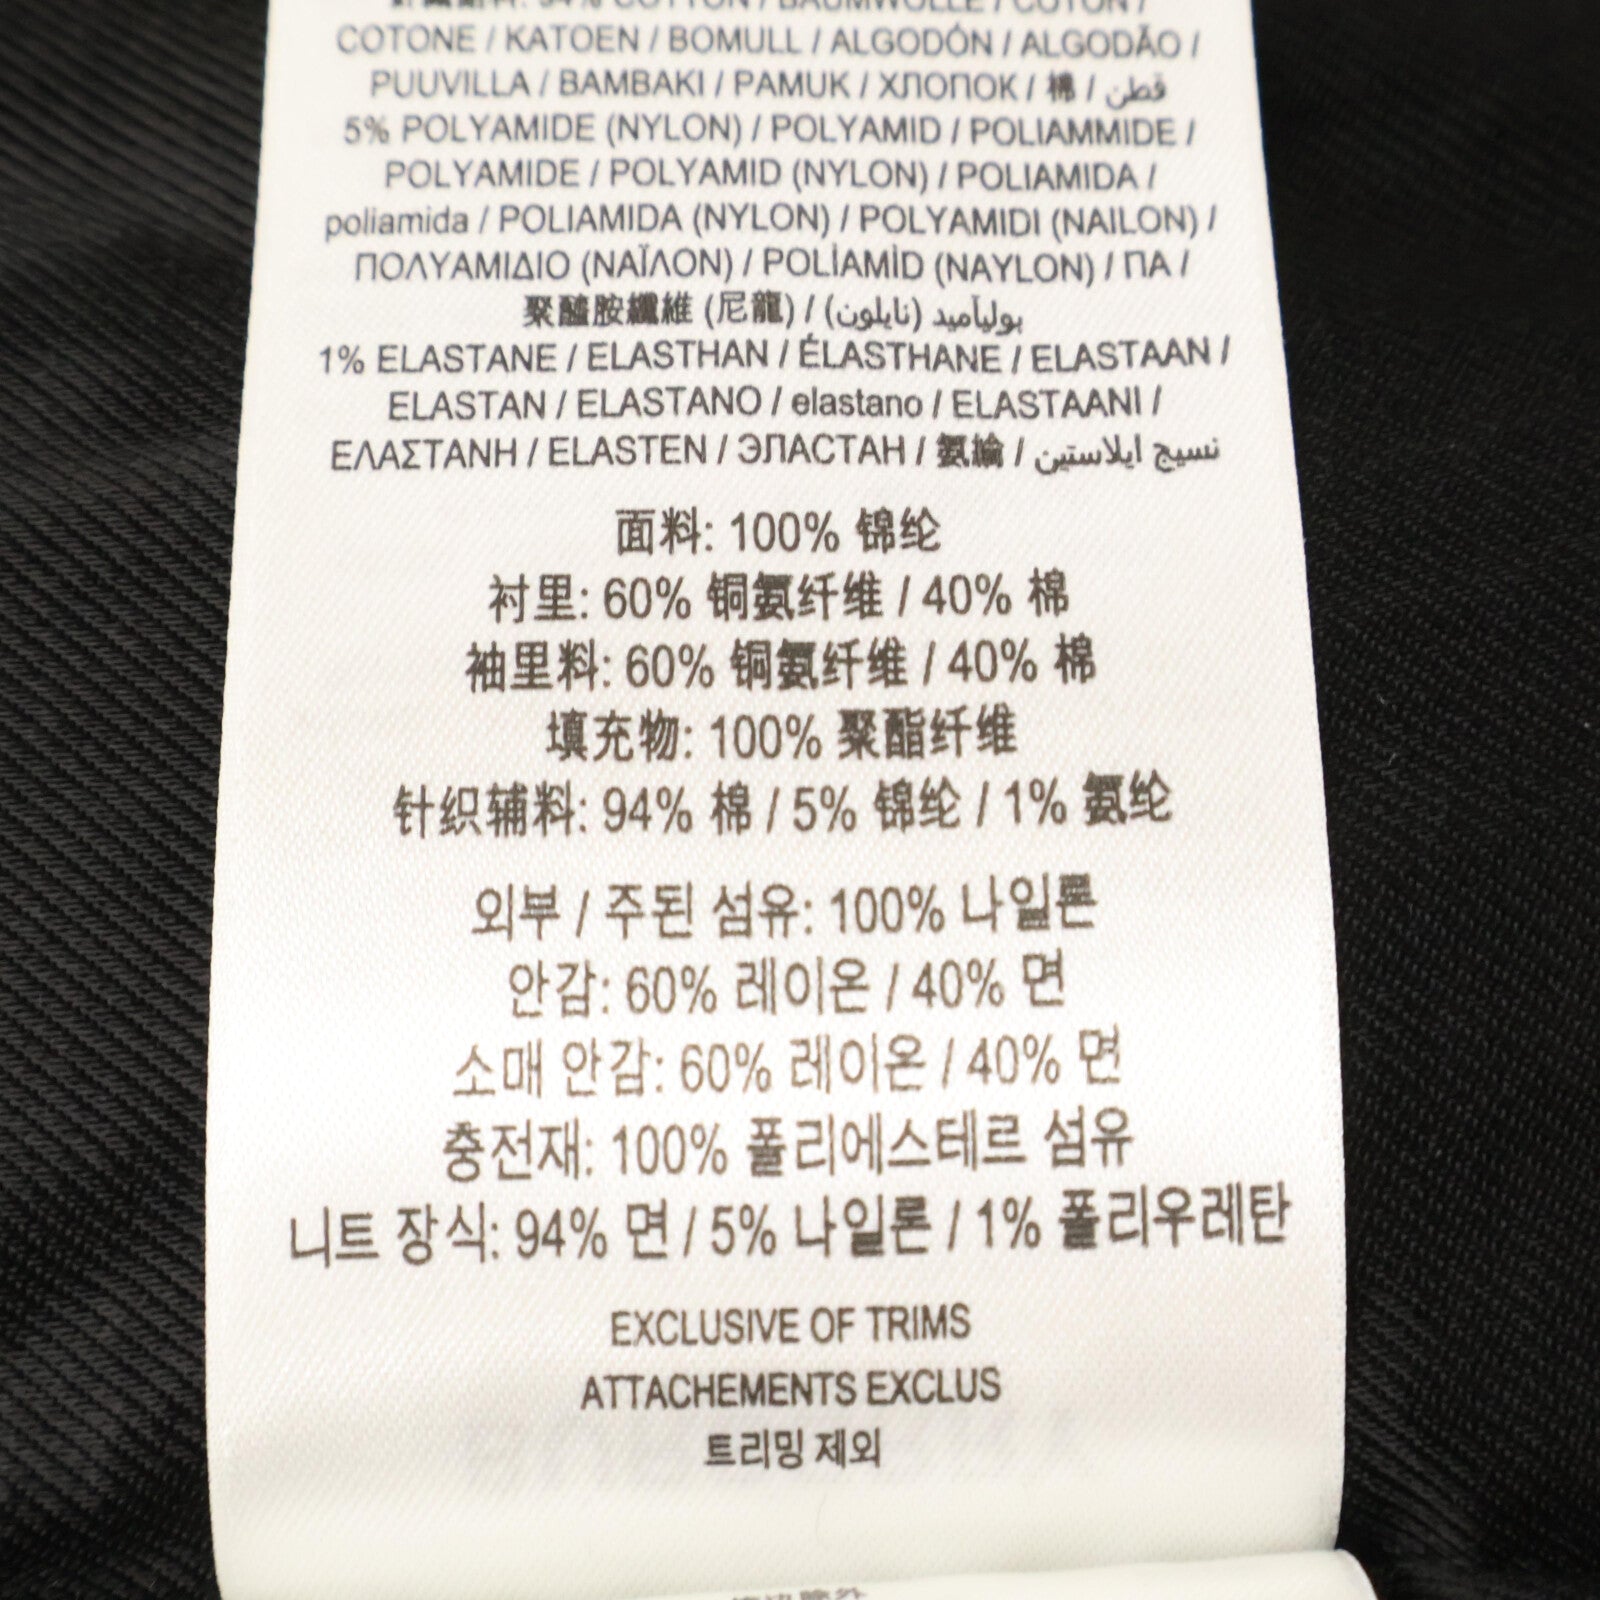 94% COTTON / BAUMWOLLE / COTON /
COTONE / KATOEN / BOMULL / ALGODÓN / ALGODÃO /
PUUVILLA / BAMBAKI / PAMUK / ХЛОПОК / 棉 / قطن
5% POLYAMIDE (NYLON) / POLYAMID / POLIAMMIDE /
POLYAMIDE / POLYAMID (NYLON) / POLIAMIDA /
poliamida / POLIAMIDA (NYLON) / POLYAMIDI (NAILON) /
ΠΟΛΥΑΜΙΔΙΟ (ΝΑΪΛΟΝ) / POLİAMİD (NAYLON) / ПА /
聚醯胺纖維 (尼龍) / بولياميد (نايلون)
1% ELASTANE / ELASTHAN / ÉLASTHANE / ELASTAAN /
ELASTAN / ELASTANO / elastano / ELASTAANI /
ΕΛΑΣΤΑΝΗ / ELASTEN / ЭЛАСТАН / 氨綸 / نسيج ايلاستين
面料: 100% 锦纶
衬里: 60% 铜氨纤维 / 40% 棉
袖里料: 60% 铜氨纤维 / 40% 棉
填充物: 100% 聚酯纤维
针织辅料: 94% 棉 / 5% 锦纶 / 1% 氨纶
외부 / 주된 섬유: 100% 나일론
안감: 60% 레이온 / 40% 면
소매 안감: 60% 레이온 / 40% 면
충전재: 100% 폴리에스테르 섬유
니트 장식: 94% 면 / 5% 나일론 / 1% 폴리우레탄
EXCLUSIVE OF TRIMS
ATTACHEMENTS EXCLUS
트리밍 제외